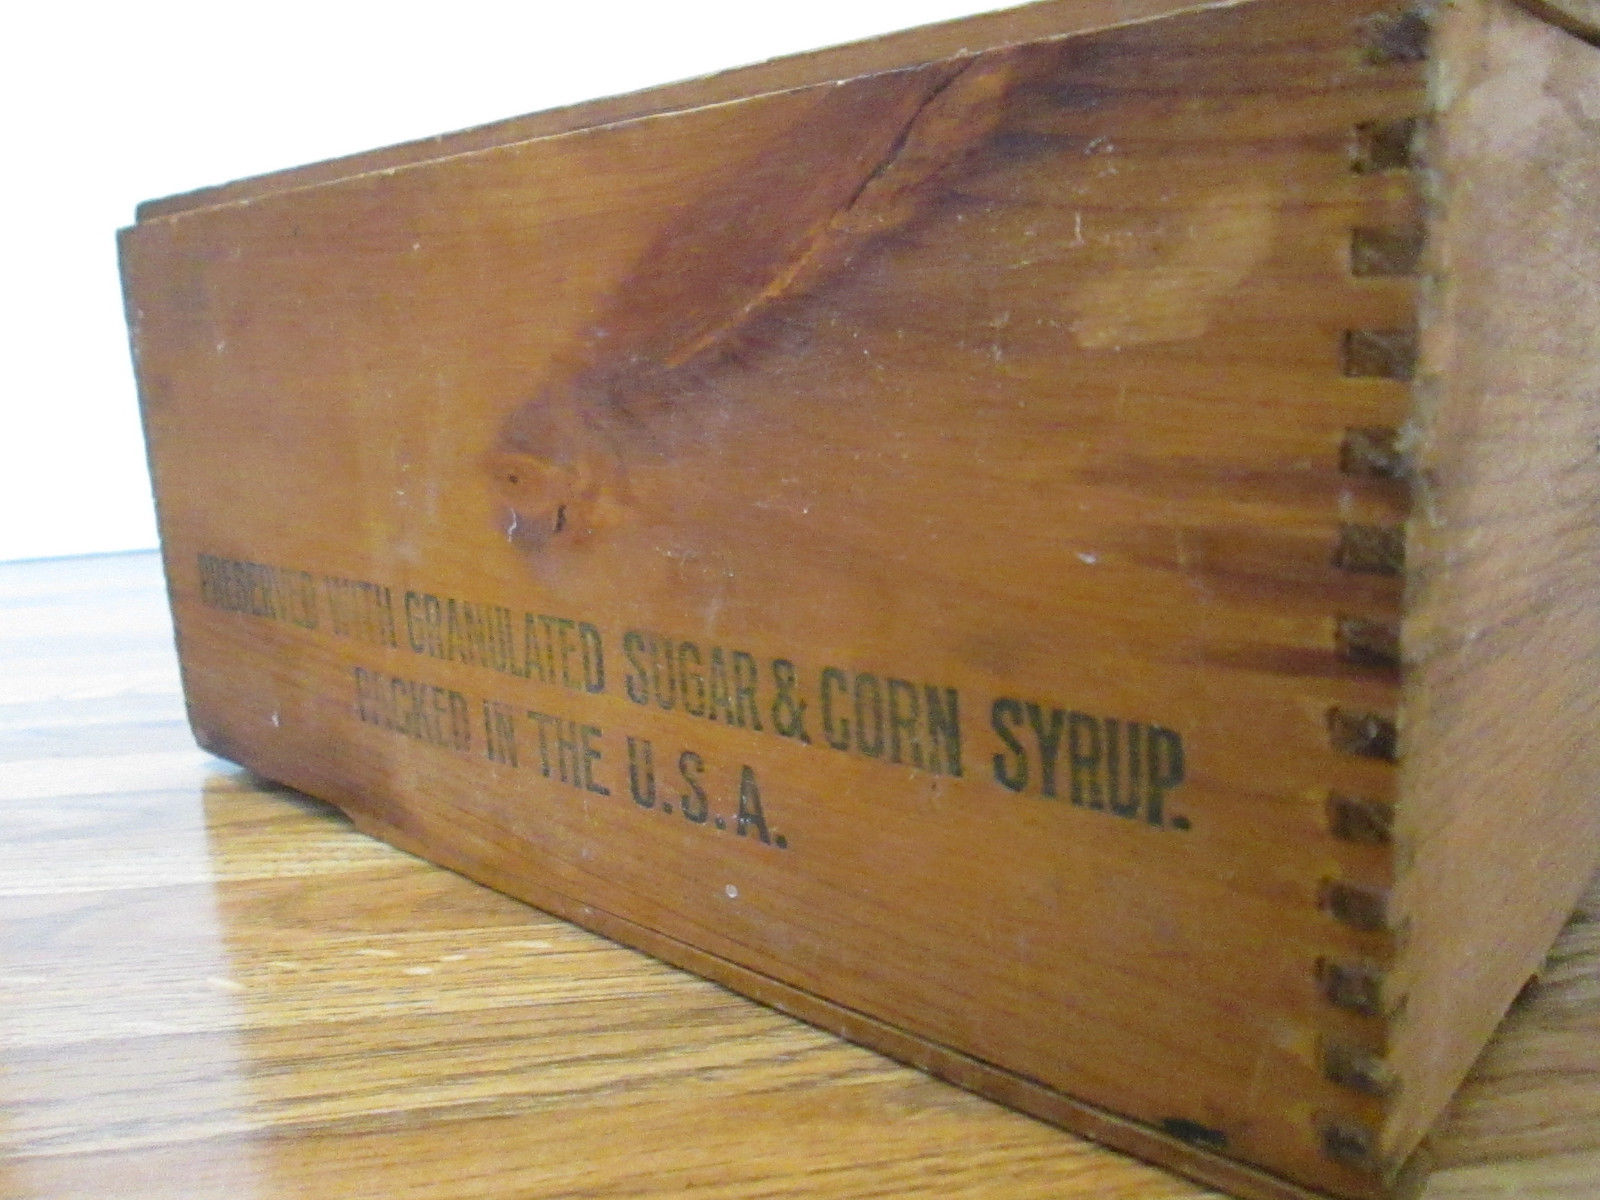 PRESERVED WITH GRANULATED SUGAR & CORN SYRUP.
PACKED IN THE U.S.A.